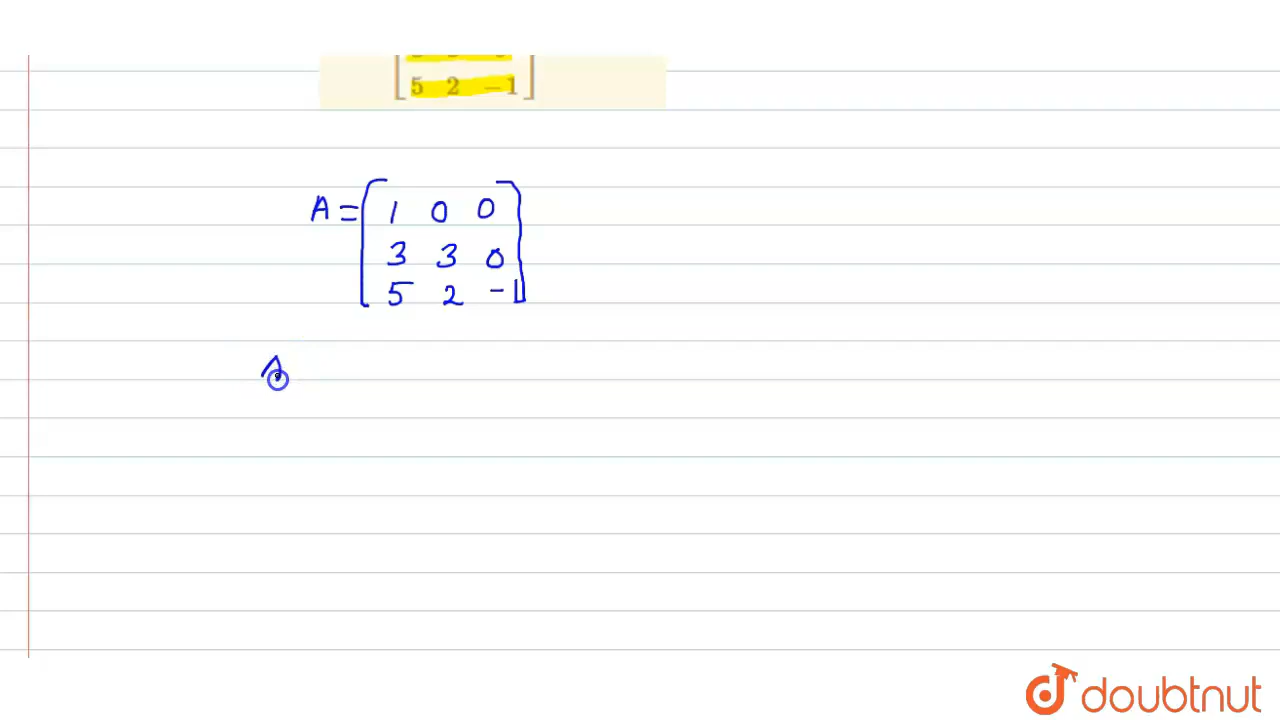 5 2 -1
A = 1 0 0
3 3 0
5 2 -1
A
doubtnut